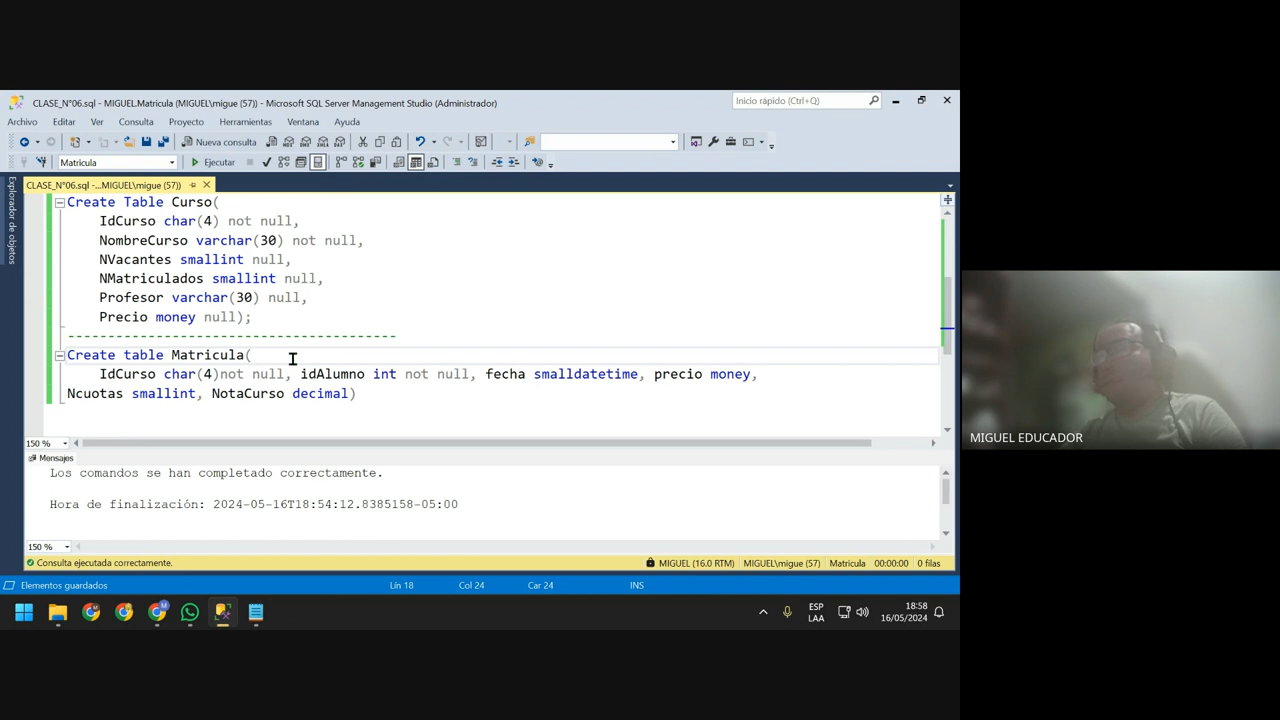 CLASE_N°06.sql - MIGUEL.Matricula (MIGUEL\migue (57)) - Microsoft SQL Server Management Studio (Administrador)
Inicio rápido (Ctrl+Q)
Archivo Editar Ver Consulta Proyecto Herramientas Ventana Ayuda
Nueva consulta
Matricula
Ejecutar
CLASE_N°06.sql -...MIGUEL\migue (57))
Explorador de objetos
Create Table Curso(
IdCurso char(4) not null,
NombreCurso varchar(30) not null,
NVacantes smallint null,
NMatriculados smallint null,
Profesor varchar(30) null,
Precio money null);
-----------------------------------------
Create table Matricula(
IdCurso char(4)not null, idAlumno int not null, fecha smalldatetime, precio money,
Ncuotas smallint, NotaCurso decimal)
150 %
Mensajes
Los comandos se han completado correctamente.
Hora de finalización: 2024-05-16T18:54:12.8385158-05:00
150 %
Consulta ejecutada correctamente.
MIGUEL (16.0 RTM) MIGUEL\migue (57) Matricula 00:00:00 0 filas
Elementos guardados
Lín 18 Col 24 Car 24 INS
ESP
LAA
18:58
16/05/2024
MIGUEL EDUCADOR